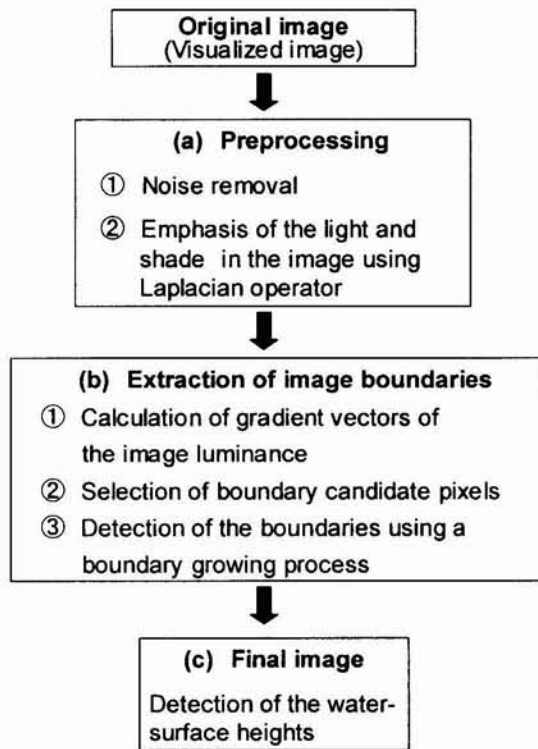 Original image
(Visualized image)
(a) Preprocessing
① Noise removal
② Emphasis of the light and
shade in the image using
Laplacian operator
(b) Extraction of image boundaries
① Calculation of gradient vectors of
the image luminance
② Selection of boundary candidate pixels
③ Detection of the boundaries using a
boundary growing process
(c) Final image
Detection of the water-
surface heights